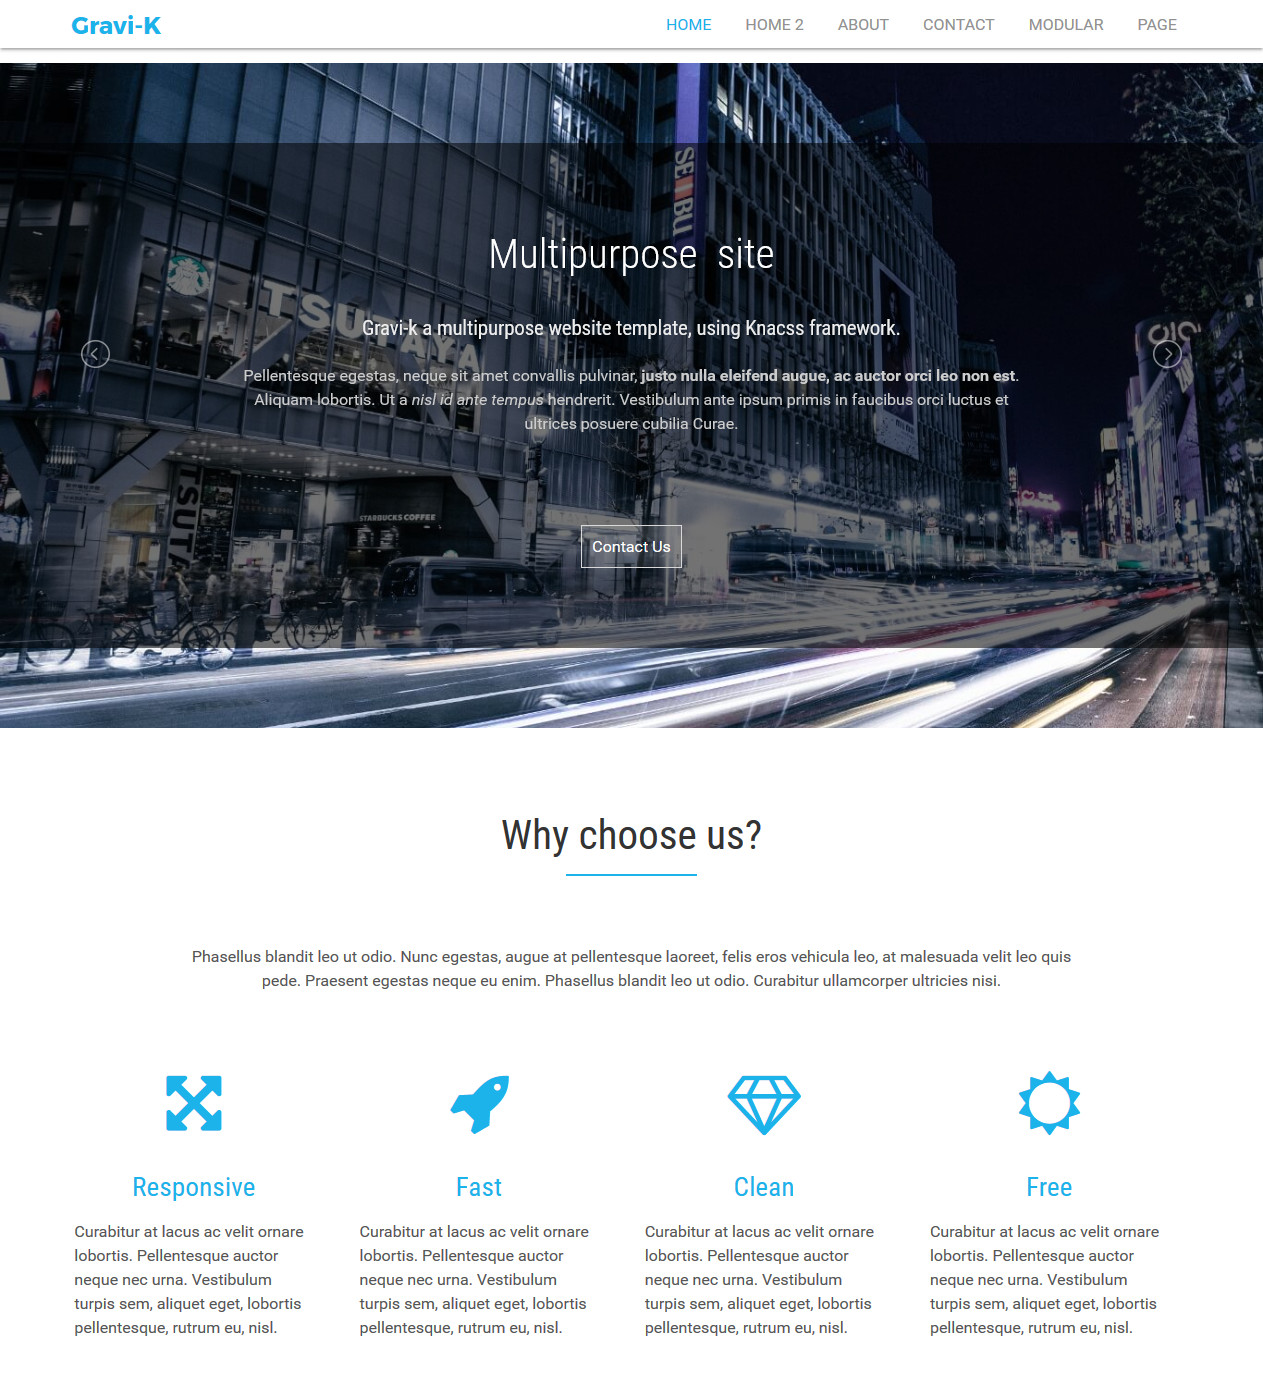 Gravi-K
HOME HOME 2 ABOUT CONTACT MODULAR PAGE
SEIBU
Multipurpose site
TSUTAYA
Gravi-k a multipurpose website template, using Knacss framework.
Pellentesque egestas, neque sit amet convallis pulvinar, justo nulla eleifend augue, ac auctor orci leo non est.
Aliquam lobortis. Ut a nisl id ante tempus hendrerit. Vestibulum ante ipsum primis in faucibus orci luctus et
ultrices posuere cubilia Curae.
STARBUCKS COFFEE
Contact Us
Why choose us?
Phasellus blandit leo ut odio. Nunc egestas, augue at pellentesque laoreet, felis eros vehicula leo, at malesuada velit leo quis
pede. Praesent egestas neque eu enim. Phasellus blandit leo ut odio. Curabitur ullamcorper ultricies nisi.
Responsive
Curabitur at lacus ac velit ornare
lobortis. Pellentesque auctor
neque nec urna. Vestibulum
turpis sem, aliquet eget, lobortis
pellentesque, rutrum eu, nisl.
Fast
Curabitur at lacus ac velit ornare
lobortis. Pellentesque auctor
neque nec urna. Vestibulum
turpis sem, aliquet eget, lobortis
pellentesque, rutrum eu, nisl.
Clean
Curabitur at lacus ac velit ornare
lobortis. Pellentesque auctor
neque nec urna. Vestibulum
turpis sem, aliquet eget, lobortis
pellentesque, rutrum eu, nisl.
Free
Curabitur at lacus ac velit ornare
lobortis. Pellentesque auctor
neque nec urna. Vestibulum
turpis sem, aliquet eget, lobortis
pellentesque, rutrum eu, nisl.